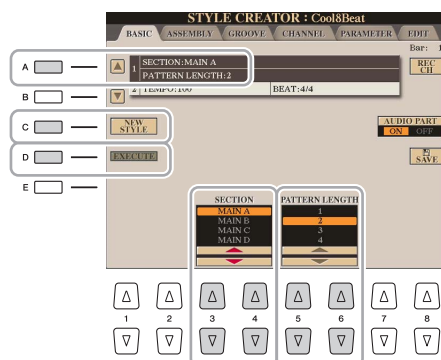 STYLE CREATOR : Cool8Beat
BASIC ASSEMBLY GROOVE CHANNEL PARAMETER EDIT
Bar: 1
A
1 SECTION:MAIN A
PATTERN LENGTH:2
REC CH
B
2 TEMPO:100 BEAT:4/4
C
NEW STYLE
AUDIO PART
ON OFF
D
EXECUTE
SAVE
E
SECTION PATTERN LENGTH
MAIN A 1
MAIN B 2
MAIN C 3
MAIN D 4
1 2 3 4 5 6 7 8